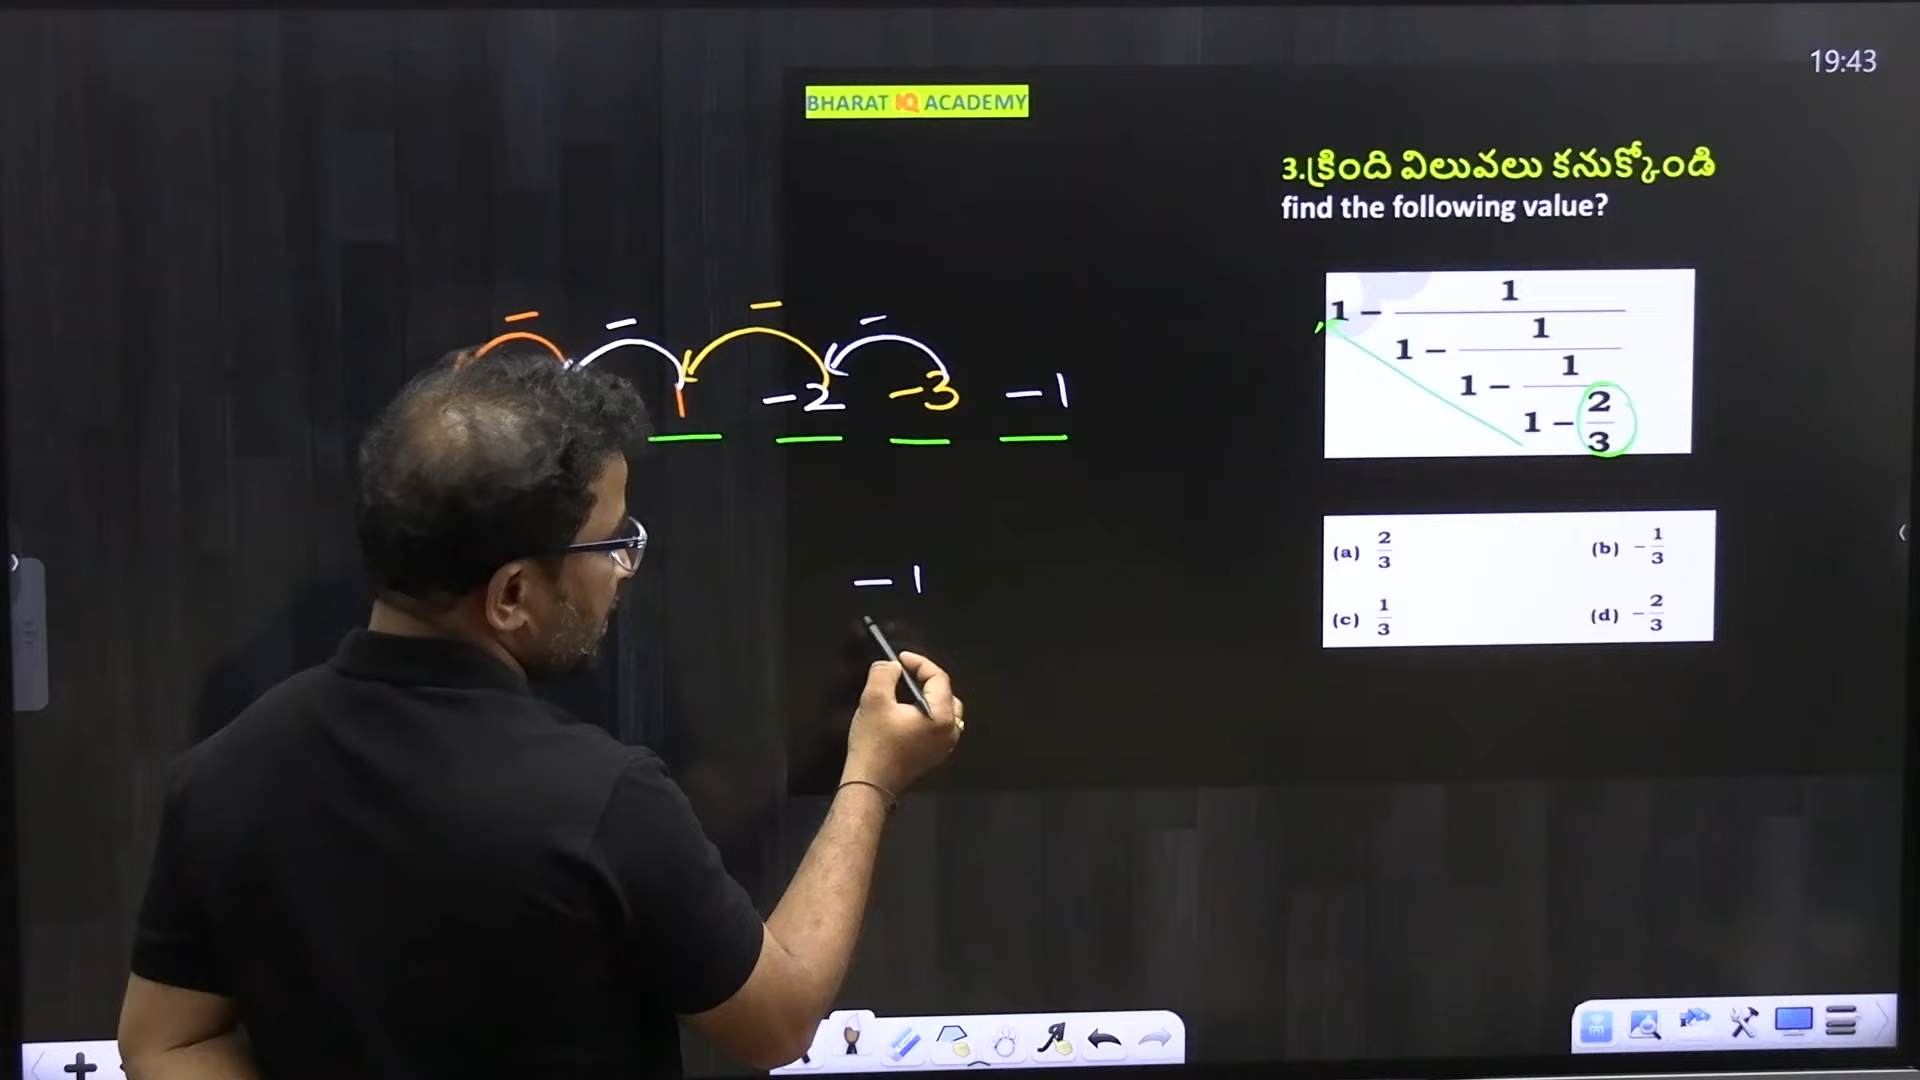 19:43
BHARAT IQ ACADEMY
3.క్రింది విలువలు కనుక్కోండి
find the following value?
1 - 1
1 - 1
1 - 1
1 - 2/3
(a) 2/3 (b) -1/3
(c) 1/3 (d) -2/3
- - - -
1 -2 -3 -1
-1